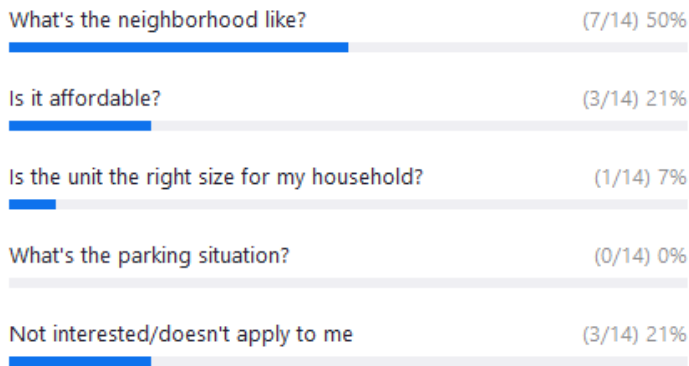 What's the neighborhood like? (7/14) 50%
Is it affordable? (3/14) 21%
Is the unit the right size for my household? (1/14) 7%
What's the parking situation? (0/14) 0%
Not interested/doesn't apply to me (3/14) 21%